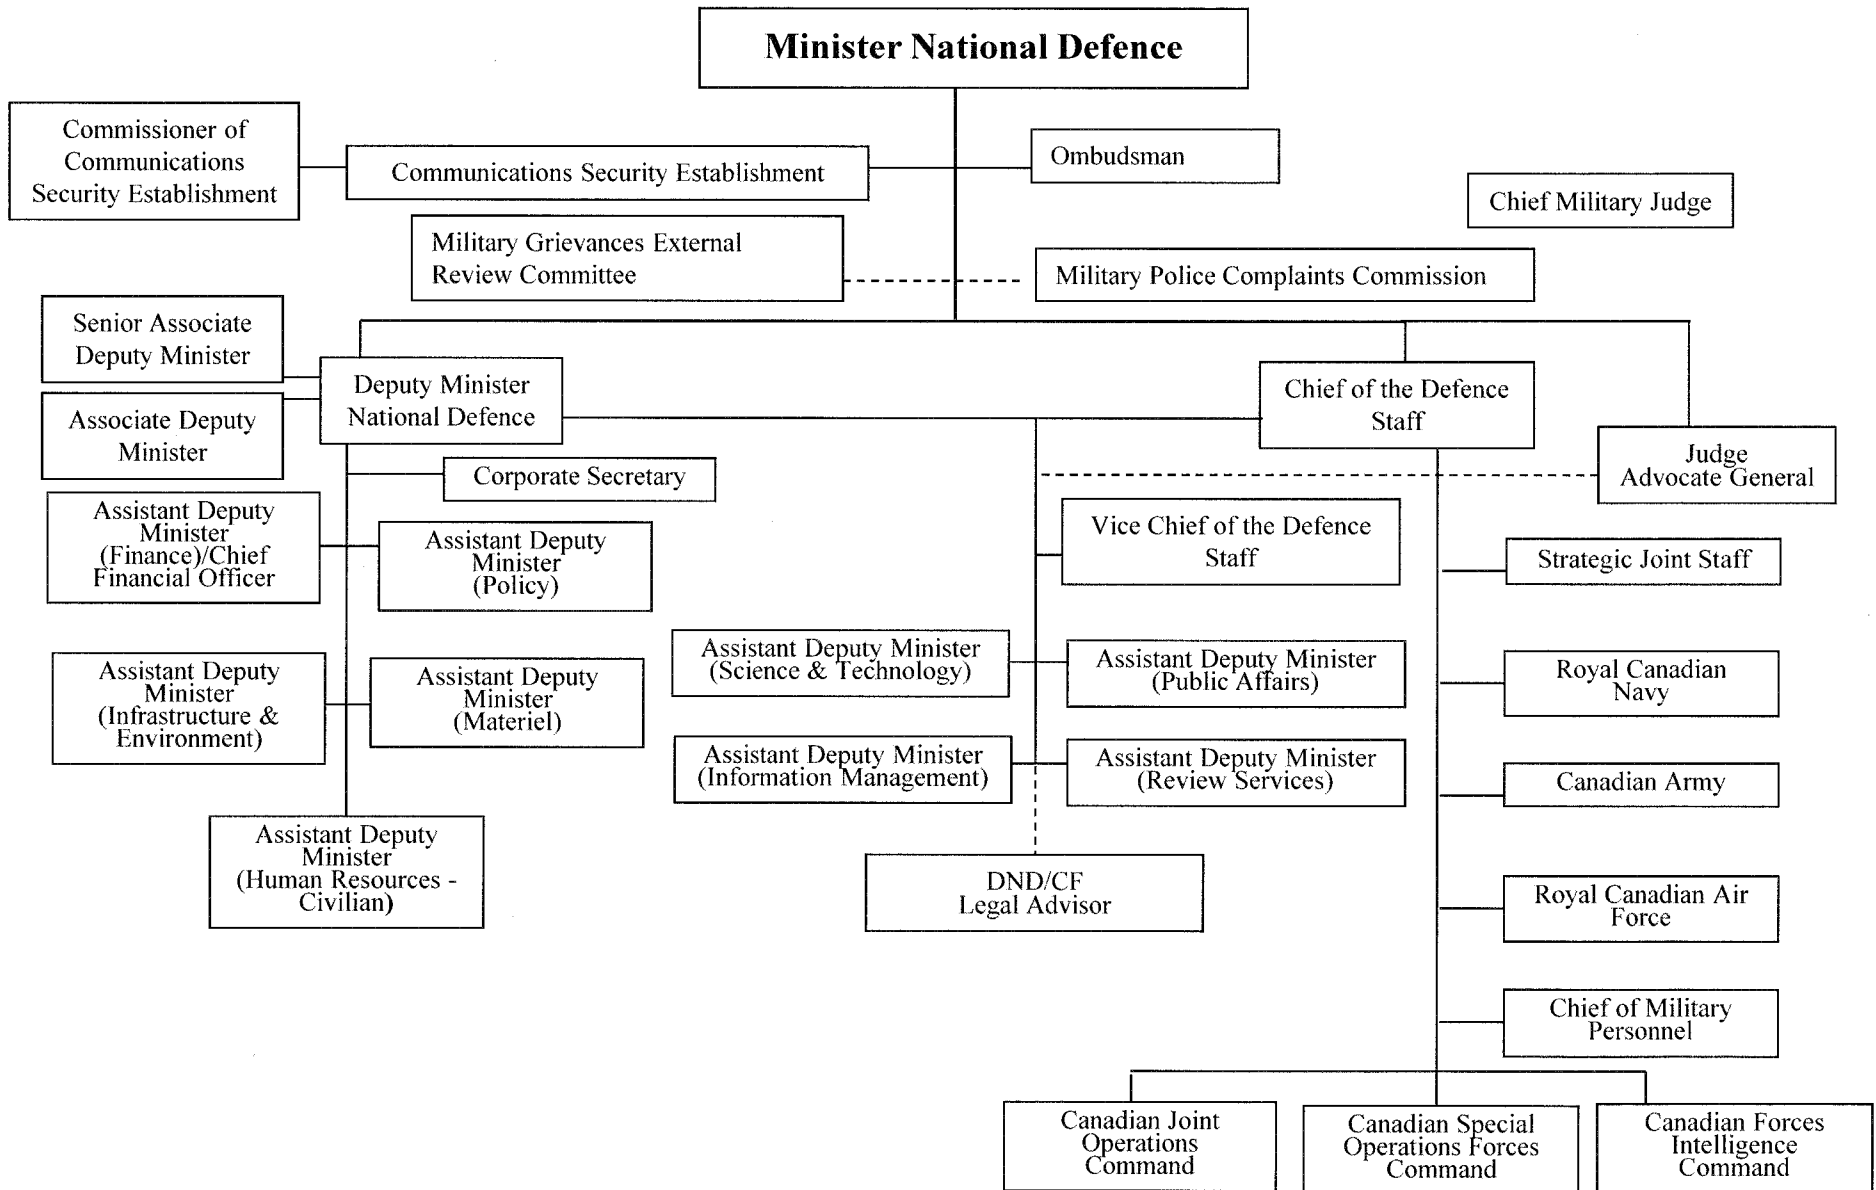 Minister National Defence
Commissioner of
Communications
Security Establishment
Communications Security Establishment
Ombudsman
Chief Military Judge
Military Grievances External
Review Committee
Military Police Complaints Commission
Senior Associate
Deputy Minister
Associate Deputy
Minister
Deputy Minister
National Defence
Chief of the Defence
Staff
Judge
Advocate General
Corporate Secretary
Assistant Deputy
Minister
(Finance)/Chief
Financial Officer
Assistant Deputy
Minister
(Policy)
Vice Chief of the Defence
Staff
Strategic Joint Staff
Assistant Deputy
Minister
(Infrastructure &
Environment)
Assistant Deputy
Minister
(Materiel)
Assistant Deputy Minister
(Science & Technology)
Assistant Deputy Minister
(Public Affairs)
Royal Canadian
Navy
Assistant Deputy Minister
(Information Management)
Assistant Deputy Minister
(Review Services)
Canadian Army
Assistant Deputy
Minister
(Human Resources -
Civilian)
DND/CF
Legal Advisor
Royal Canadian Air
Force
Chief of Military
Personnel
Canadian Joint
Operations
Command
Canadian Special
Operations Forces
Command
Canadian Forces
Intelligence
Command